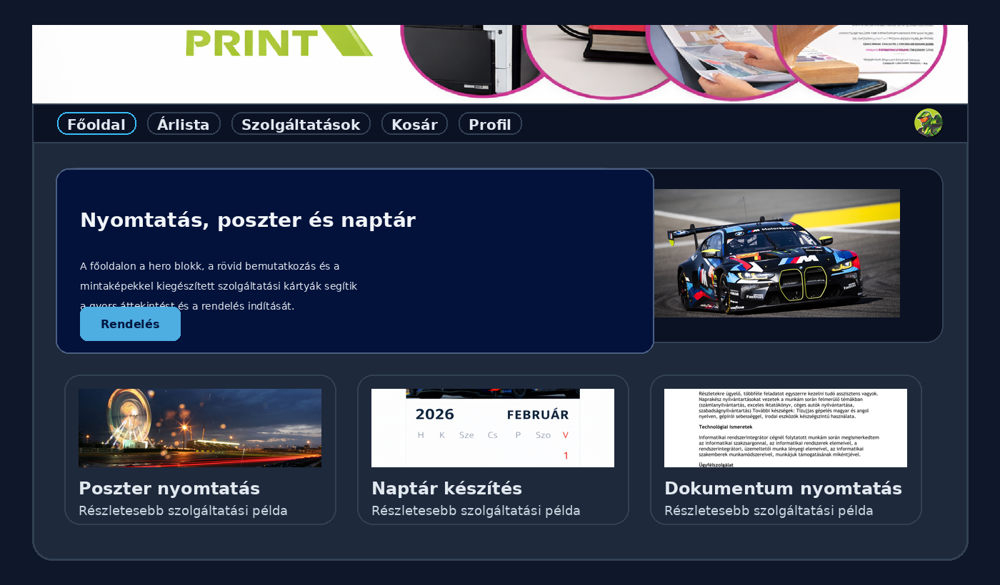 PRINT
Főoldal
Árlista
Szolgáltatások
Kosár
Profil
Nyomtatás, poszter és naptár
A főoldalon a hero blokk, a rövid bemutatkozás és a
mintaképekkel kiegészített szolgáltatási kártyák segítik
a gyors áttekintést és a rendelés indítását.
Rendelés
M Motorsport
Fastron
Fastron
Poszter nyomtatás
Részletesebb szolgáltatási példa
2026 FEBRUÁR
H K Sze Cs P Szo V
1
Naptár készítés
Részletesebb szolgáltatási példa
Részletekre ügyelő, többféle feladatot egyszerre kezelni tudó asszisztens vagyok.
Naprakész nyilvántartásokat vezetek a munkám során felmerülő témákban
(számlanyilvántartás, exceles iktatókönyv, céges autók nyilvántartása,
szabadságnyilvántartás) További készségek: Tízujjas gépelés magyar és angol
nyelven, gépírói sebességgel, irodai eszközök készségszintű használata.
Technológiai ismeretek
Informatikai rendszerintegrátor cégnél folytatott munkám során megismerkedtem
az informatikai szakzsargonnal, az informatikai rendszerek elemeivel, a
rendszerintegrátori, üzemeltetői munka lényegi elemeivel, az informatikai
szakemberek munkamódszereivel, munkájuk támogatásának mikéntjével.
Ügyfélszolgálat
Dokumentum nyomtatás
Részletesebb szolgáltatási példa